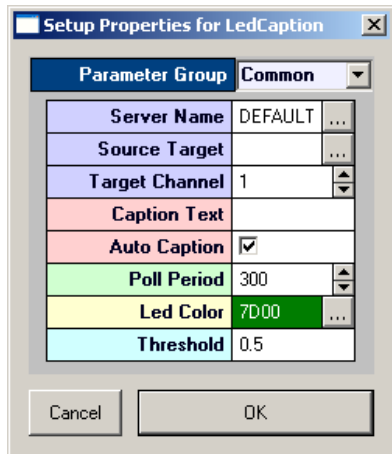 Setup Properties for LedCaption
Parameter Group Common
Server Name DEFAULT ...
Source Target ...
Target Channel 1
Caption Text
Auto Caption
Poll Period 300
Led Color 7D00 ...
Threshold 0.5
Cancel OK